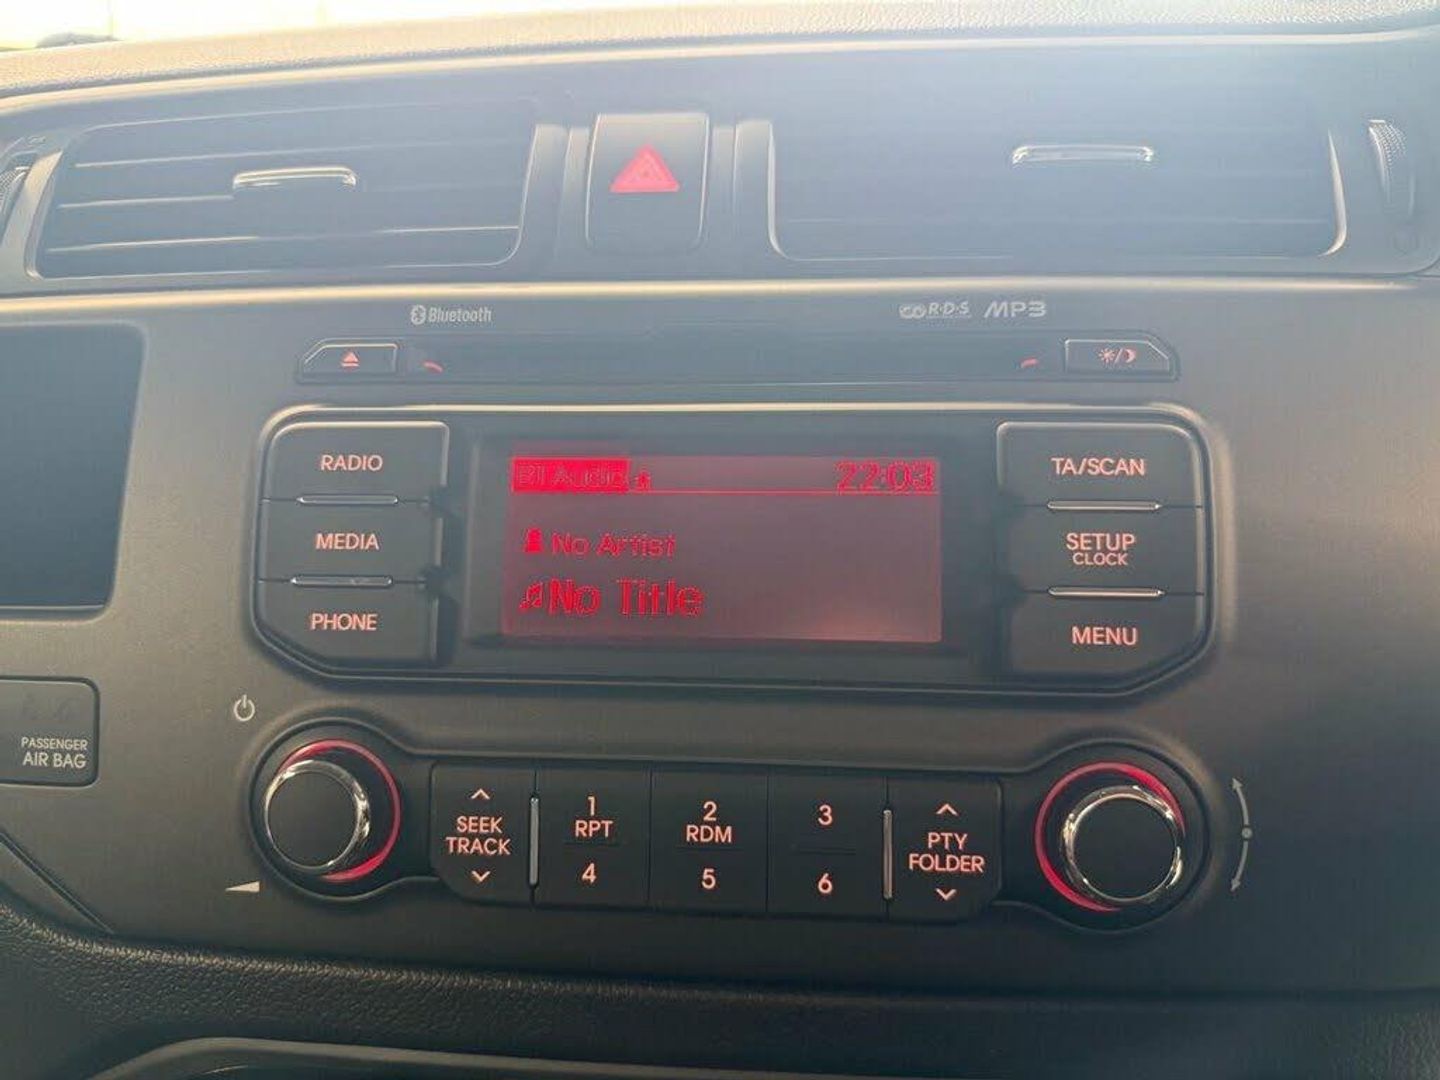 Bluetooth
R·D·S MP3
RADIO
MEDIA
PHONE
BT Audio 22:03
No Artist
No Title
TA/SCAN
SETUP
CLOCK
MENU
PASSENGER
AIR BAG
SEEK
TRACK
1
RPT
4
2
RDM
5
3
6
PTY
FOLDER